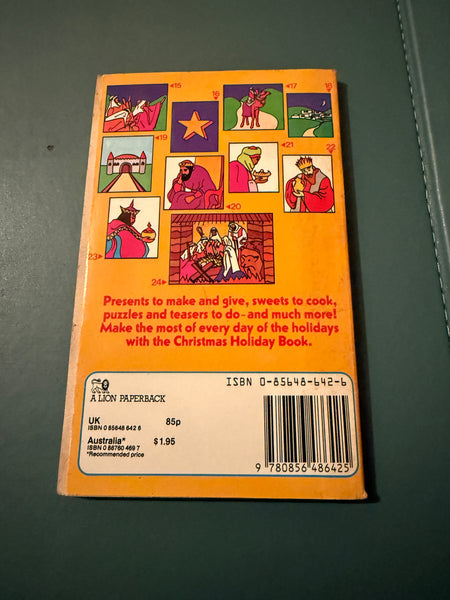 ◂15
16
▾
◂17
18
▾
◂19
◂21
22
▾
◂20
23▸
24▸
Presents to make and give, sweets to cook,
puzzles and teasers to do – and much more!
Make the most of every day of the holidays
with the Christmas Holiday Book.
A LION PAPERBACK
UK 85p
ISBN 0 85648 642 6
Australia* $1.95
ISBN 0 86760 469 7
*Recommended price
ISBN 0-85648-642-6
9 780856 486425